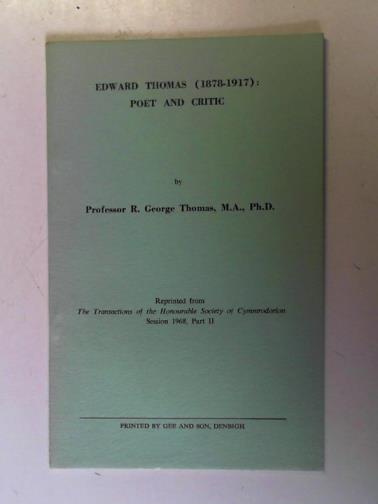 EDWARD THOMAS (1878-1917):
POET AND CRITIC
by
Professor R. George Thomas, M.A., Ph.D.
Reprinted from
The Transactions of the Honourable Society of Cymmrodorion
Session 1968, Part II
PRINTED BY GEE AND SON, DENBIGH